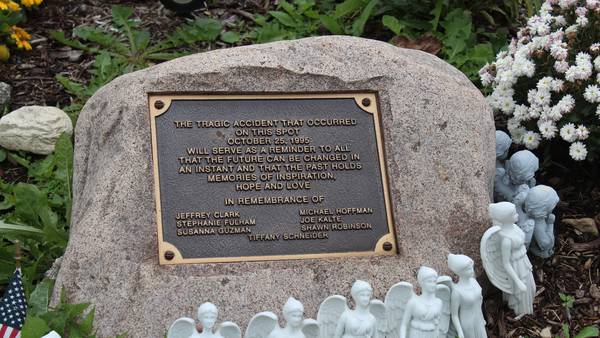 THE TRAGIC ACCIDENT THAT OCCURRED
ON THIS SPOT
OCTOBER 25, 1995
WILL SERVE AS A REMINDER TO ALL
THAT THE FUTURE CAN BE CHANGED IN
AN INSTANT AND THAT THE PAST HOLDS
MEMORIES OF INSPIRATION,
HOPE AND LOVE
IN REMEMBRANCE OF
JEFFREY CLARK
STEPHANIE FULHAM
SUSANNA GUZMAN
MICHAEL HOFFMAN
JOE KALTE
SHAWN ROBINSON
TIFFANY SCHNEIDER